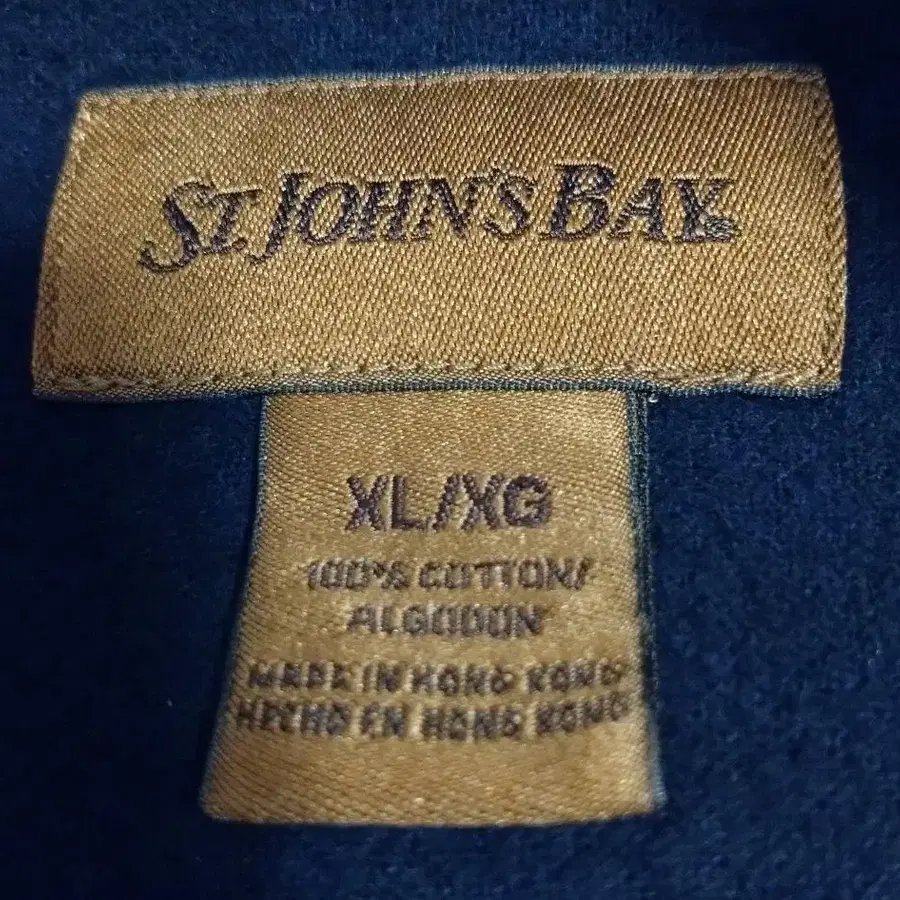 ST. JOHN'S BAY®
XL/XG
100% COTTON/
ALGODON
MADE IN HONG KONG
HECHO EN HONG KONG